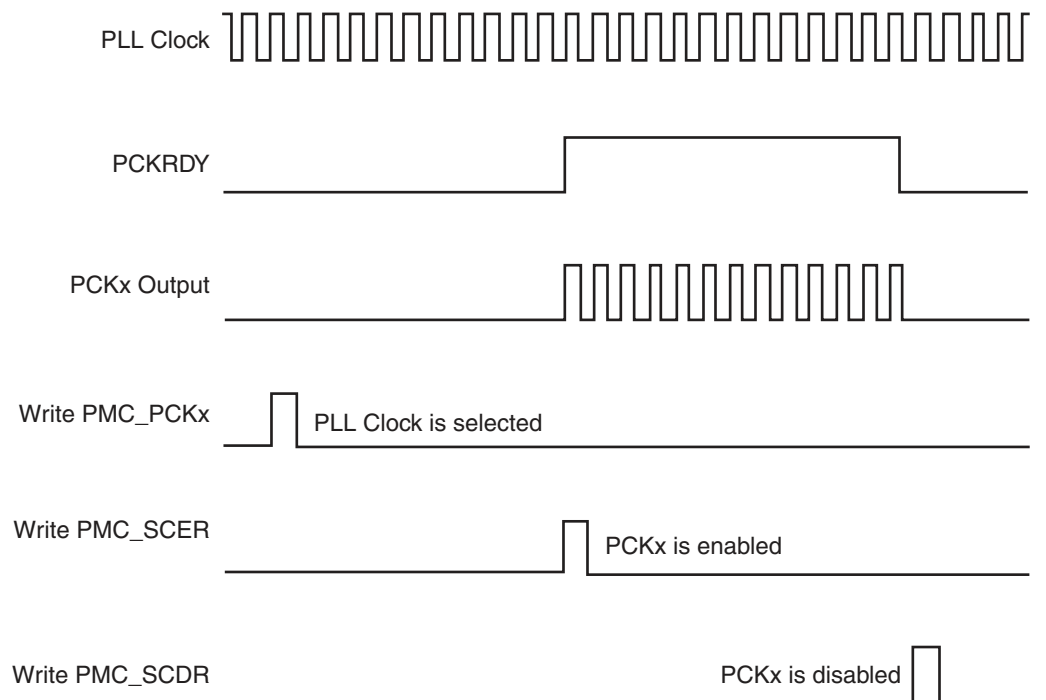 PLL Clock
PCKRDY
PCKx Output
Write PMC_PCKx
PLL Clock is selected
Write PMC_SCER
PCKx is enabled
Write PMC_SCDR
PCKx is disabled